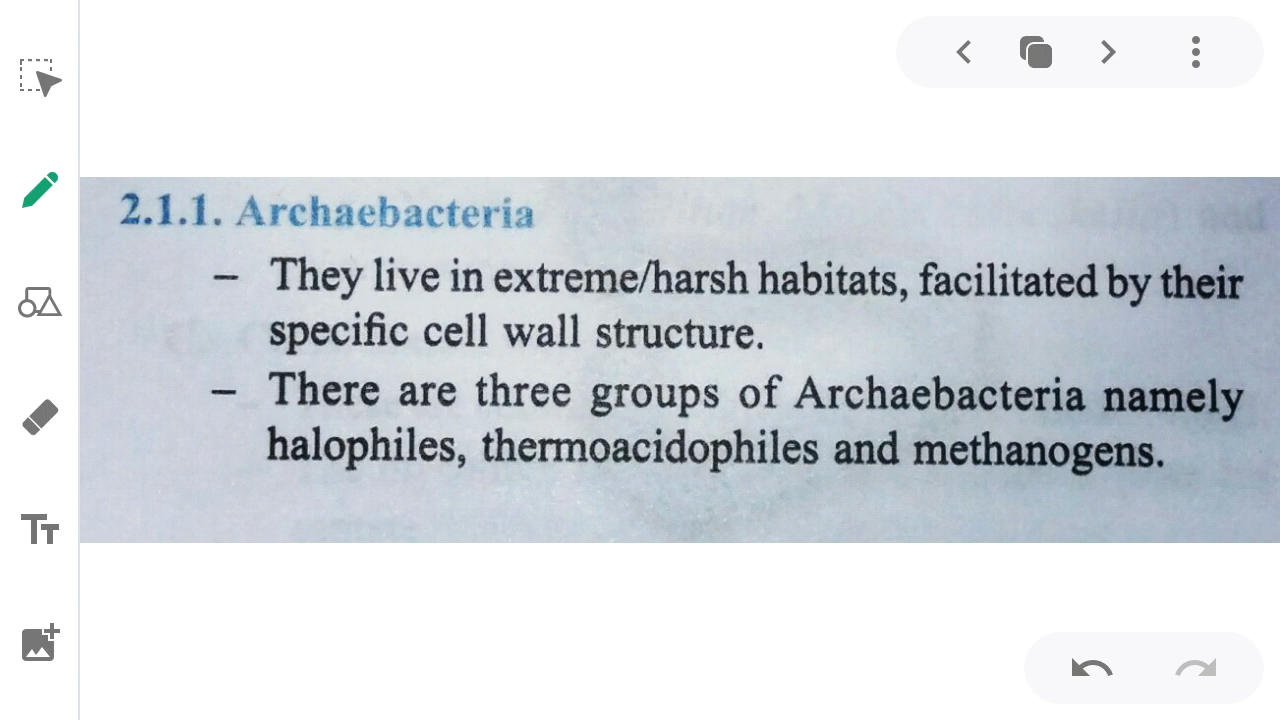 2.1.1. Archaebacteria
– They live in extreme/harsh habitats, facilitated by their
specific cell wall structure.
– There are three groups of Archaebacteria namely
halophiles, thermoacidophiles and methanogens.